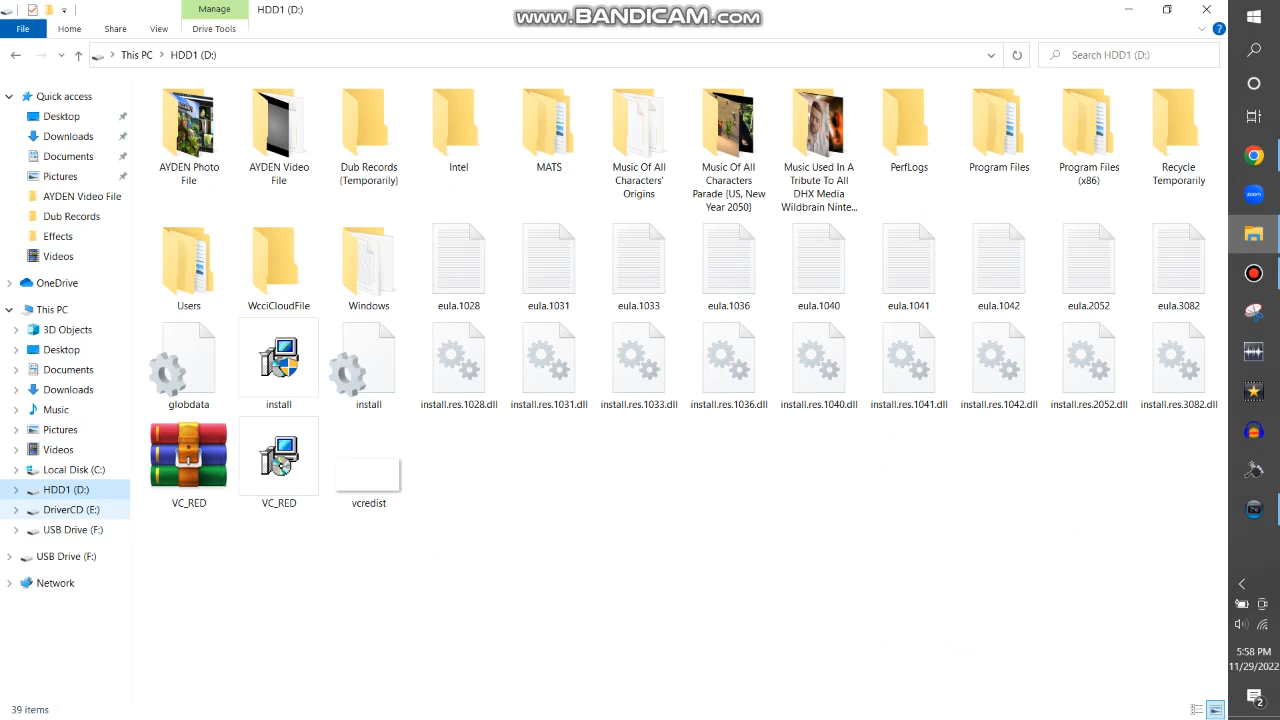 Manage
HDD1 (D:)
www.BANDICAM.com
File
Home
Share
View
Drive Tools
This PC
HDD1 (D:)
Search HDD1 (D:)
Quick access
Desktop
Downloads
Documents
Pictures
AYDEN Video File
Dub Records
Effects
Videos
OneDrive
This PC
3D Objects
Desktop
Documents
Downloads
Music
Pictures
Videos
Local Disk (C:)
HDD1 (D:)
DriverCD (E:)
USB Drive (F:)
USB Drive (F:)
Network
AYDEN Photo
File
AYDEN Video
File
Dub Records
(Temporarily)
Intel
MATS
Music Of All
Characters'
Origins
Music Of All
Characters
Parade {US, New
Year 2050}
Music Used In A
Tribute To All
DHX Media
Wildbrain Ninte...
PerfLogs
Program Files
Program Files
(x86)
Recycle
Temporarily
Users
WcciCloudFile
Windows
eula.1028
eula.1031
eula.1033
eula.1036
eula.1040
eula.1041
eula.1042
eula.2052
eula.3082
globdata
install
install
install.res.1028.dll
install.res.1031.dll
install.res.1033.dll
install.res.1036.dll
install.res.1040.dll
install.res.1041.dll
install.res.1042.dll
install.res.2052.dll
install.res.3082.dll
VC_RED
VC_RED
vcredist
39 items
zoom
5:58 PM
11/29/2022
2